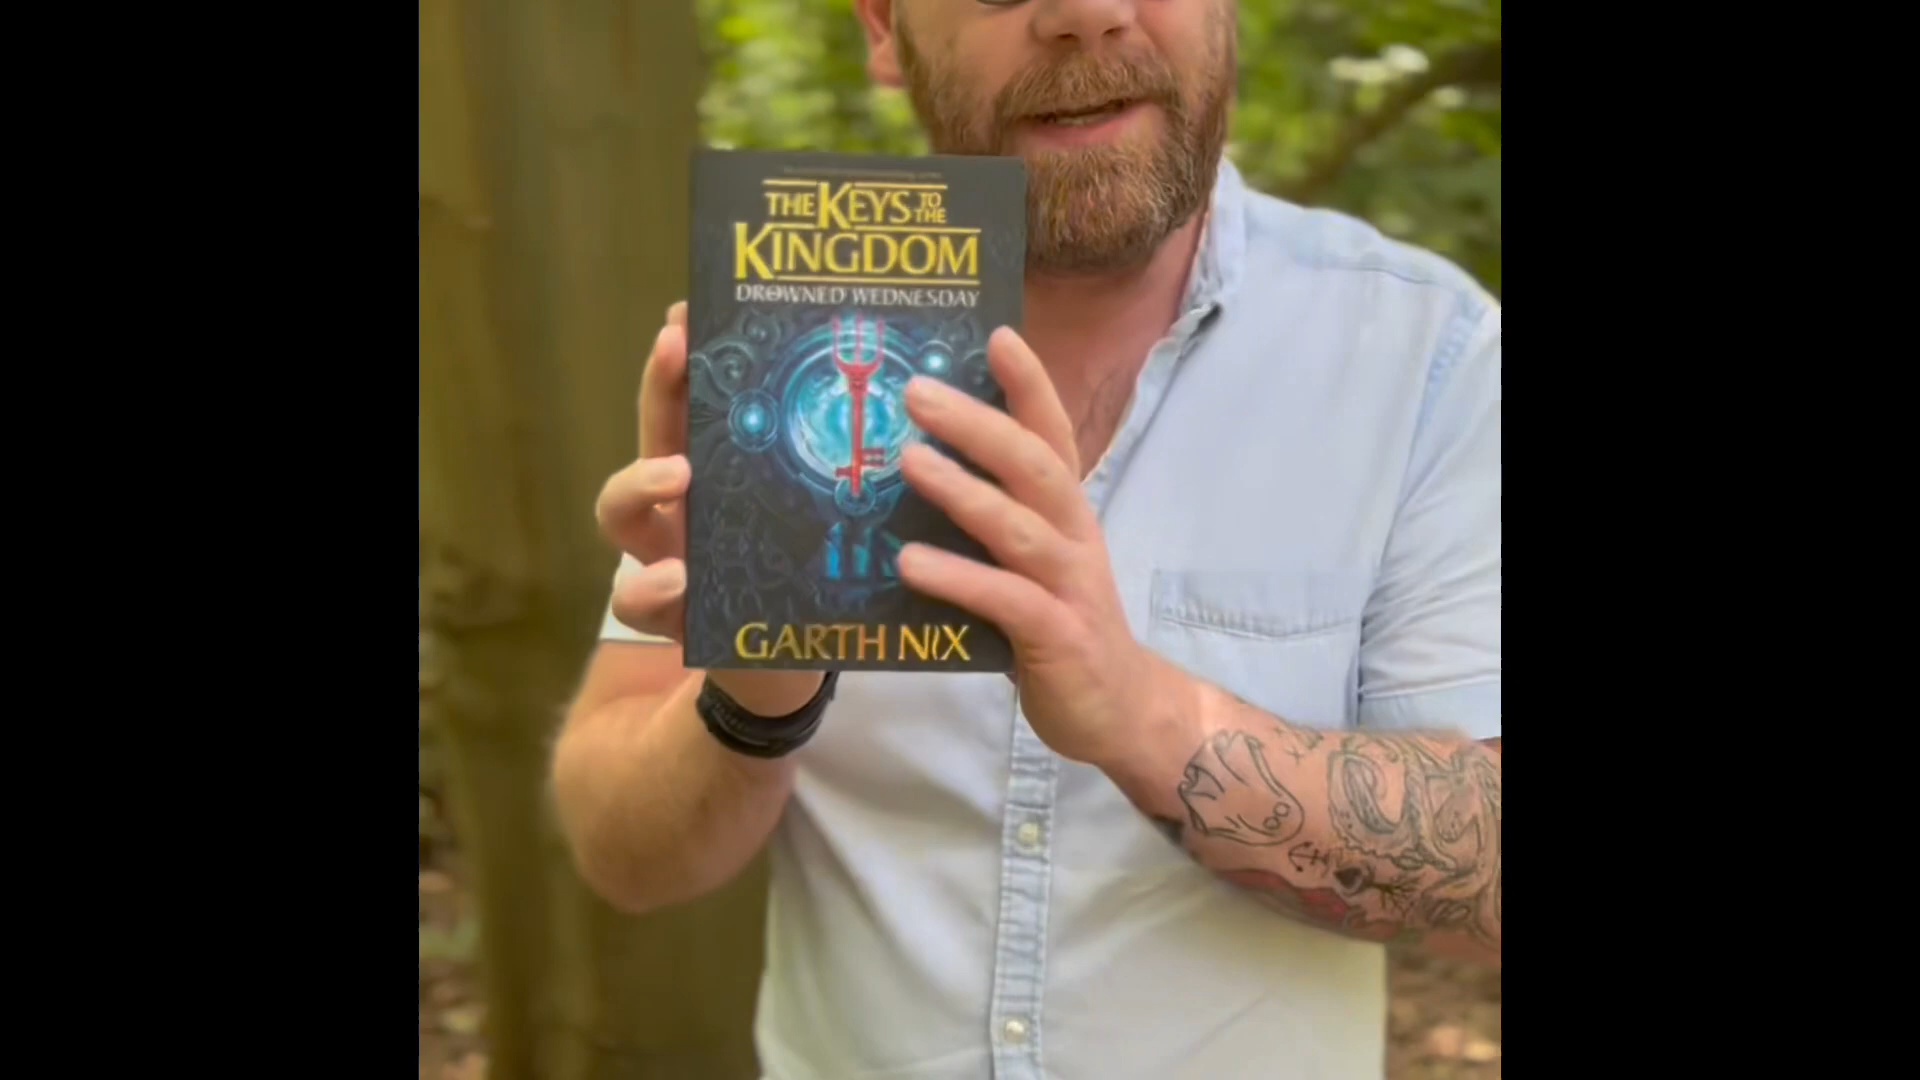 THE KEYS TO THE
KINGDOM
DROWNED WEDNESDAY
GARTH NIX